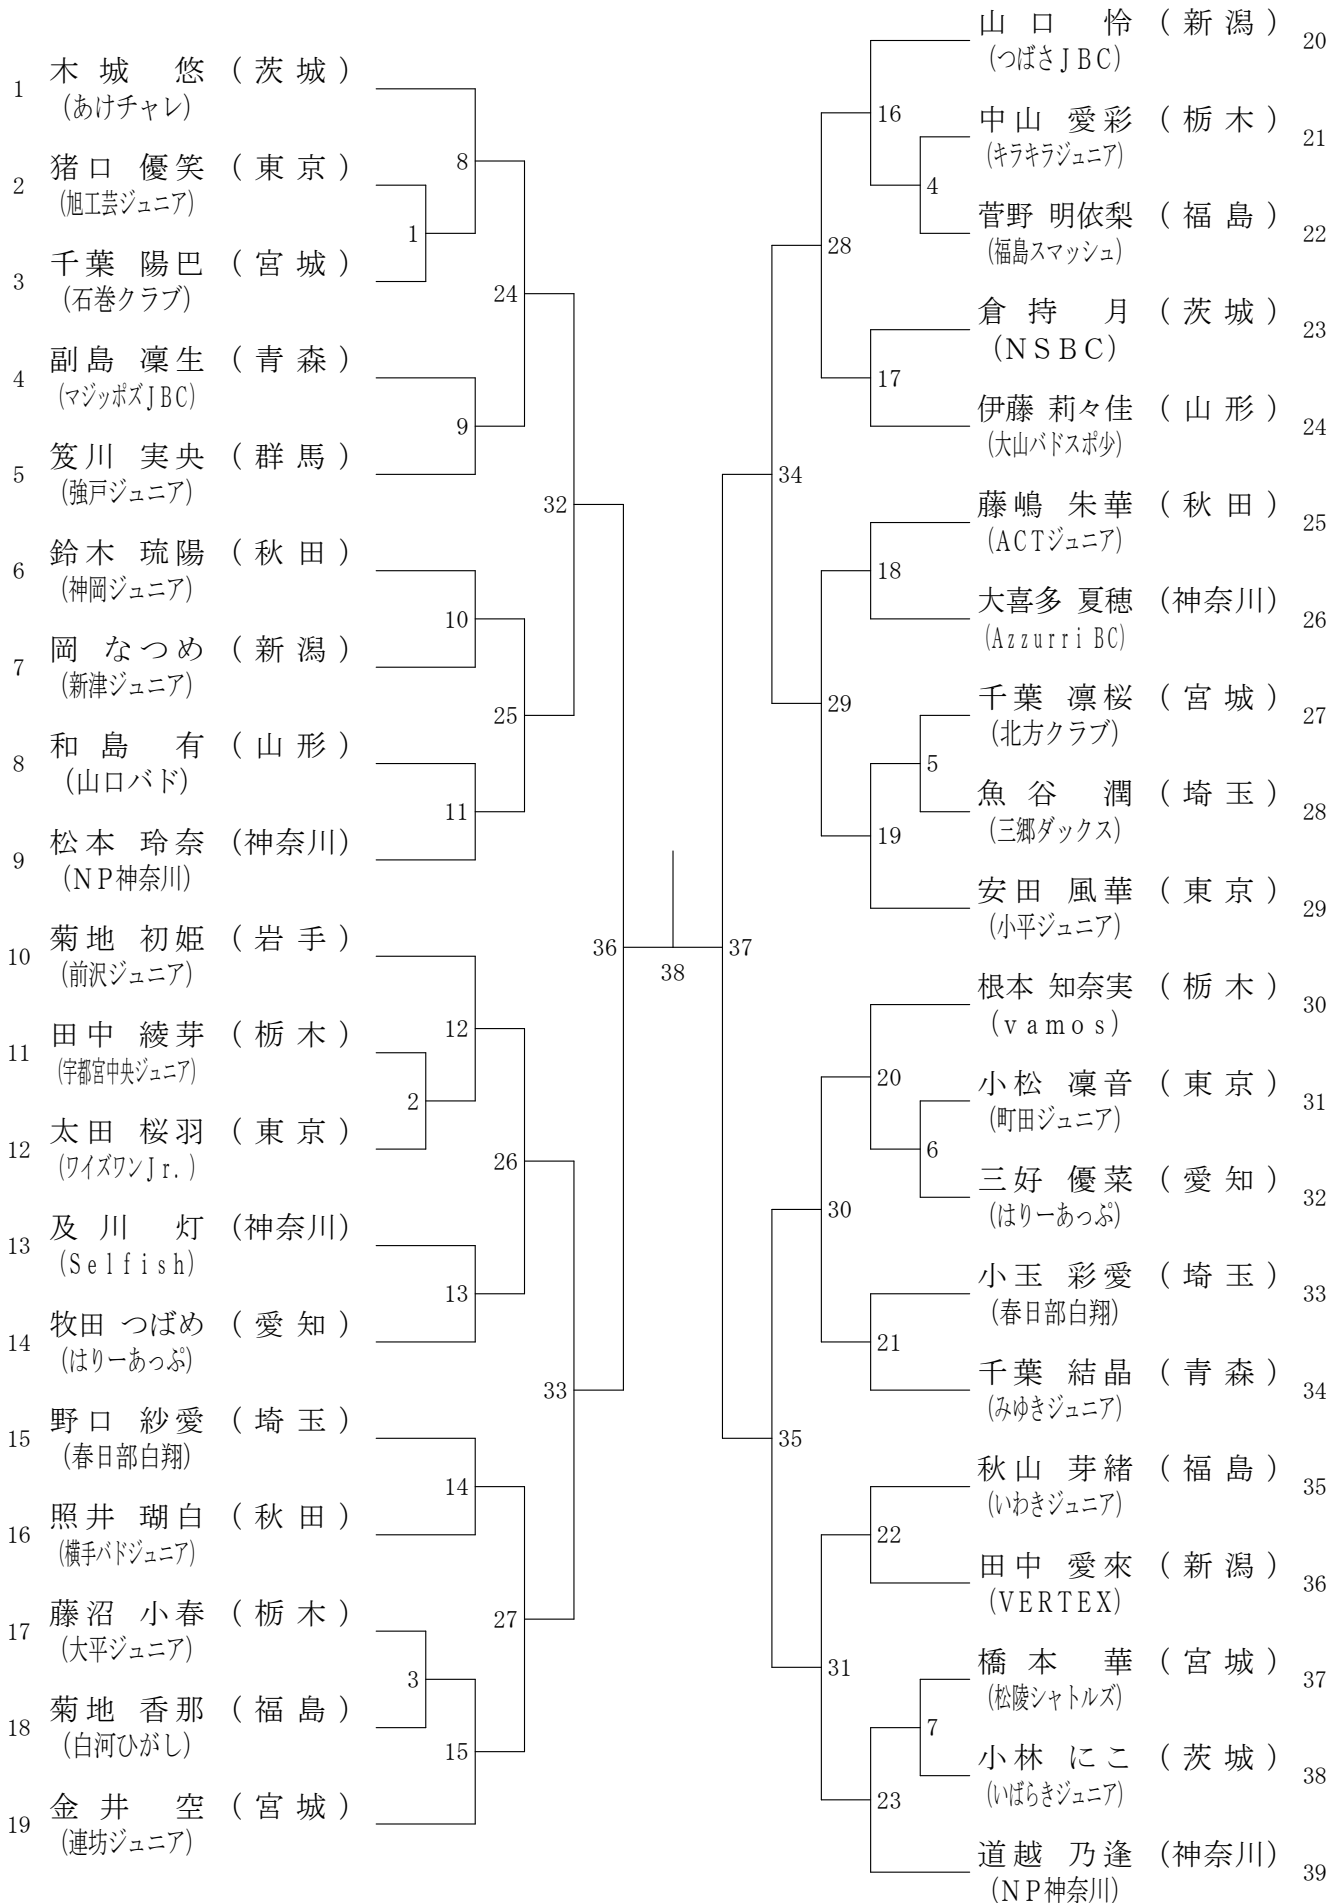 1 木城 悠 (茨城)
(あけチャレ)
2 猪口 優笑 (東京)
(旭工芸ジュニア)
1
3 千葉 陽巴 (宮城)
(石巻クラブ)
8
4 副島 凜生 (青森)
(マジッポズJBC)
5 笈川 実央 (群馬)
(強戸ジュニア)
9
24
6 鈴木 琉陽 (秋田)
(神岡ジュニア)
7 岡 なつめ (新潟)
(新津ジュニア)
10
8 和島 有 (山形)
(山口バド)
9 松本 玲奈 (神奈川)
(NP神奈川)
11
25
32
10 菊地 初姫 (岩手)
(前沢ジュニア)
11 田中 綾芽 (栃木)
(宇都宮中央ジュニア)
2
12 太田 桜羽 (東京)
(ワイズワンJr.)
12
13 及川 灯 (神奈川)
(Selfish)
14 牧田 つばめ (愛知)
(はりーあっぷ)
13
26
15 野口 紗愛 (埼玉)
(春日部白翔)
16 照井 瑚白 (秋田)
(横手バドジュニア)
14
17 藤沼 小春 (栃木)
(大平ジュニア)
18 菊地 香那 (福島)
(白河ひがし)
3
19 金井 空 (宮城)
(連坊ジュニア)
15
27
33
36
38
37
山口 怜 (新潟) 20
(つばさJBC)
中山 愛彩 (栃木) 21
(キラキラジュニア)
4
菅野 明依梨 (福島) 22
(福島スマッシュ)
16
倉持 月 (茨城) 23
(NSBC)
伊藤 莉々佳 (山形) 24
(大山バドスポ少)
17
28
藤嶋 朱華 (秋田) 25
(ACTジュニア)
大喜多 夏穂 (神奈川) 26
(Azzurri BC)
18
千葉 凛桜 (宮城) 27
(北方クラブ)
魚谷 潤 (埼玉) 28
(三郷ダックス)
5
安田 風華 (東京) 29
(小平ジュニア)
19
29
34
根本 知奈実 (栃木) 30
(vamos)
小松 凜音 (東京) 31
(町田ジュニア)
6
三好 優菜 (愛知) 32
(はりーあっぷ)
20
小玉 彩愛 (埼玉) 33
(春日部白翔)
千葉 結晶 (青森) 34
(みゆきジュニア)
21
30
秋山 芽緒 (福島) 35
(いわきジュニア)
田中 愛來 (新潟) 36
(VERTEX)
22
橋本 華 (宮城) 37
(松陵シャトルズ)
小林 にこ (茨城) 38
(いばらきジュニア)
7
道越 乃逢 (神奈川) 39
(NP神奈川)
23
31
35